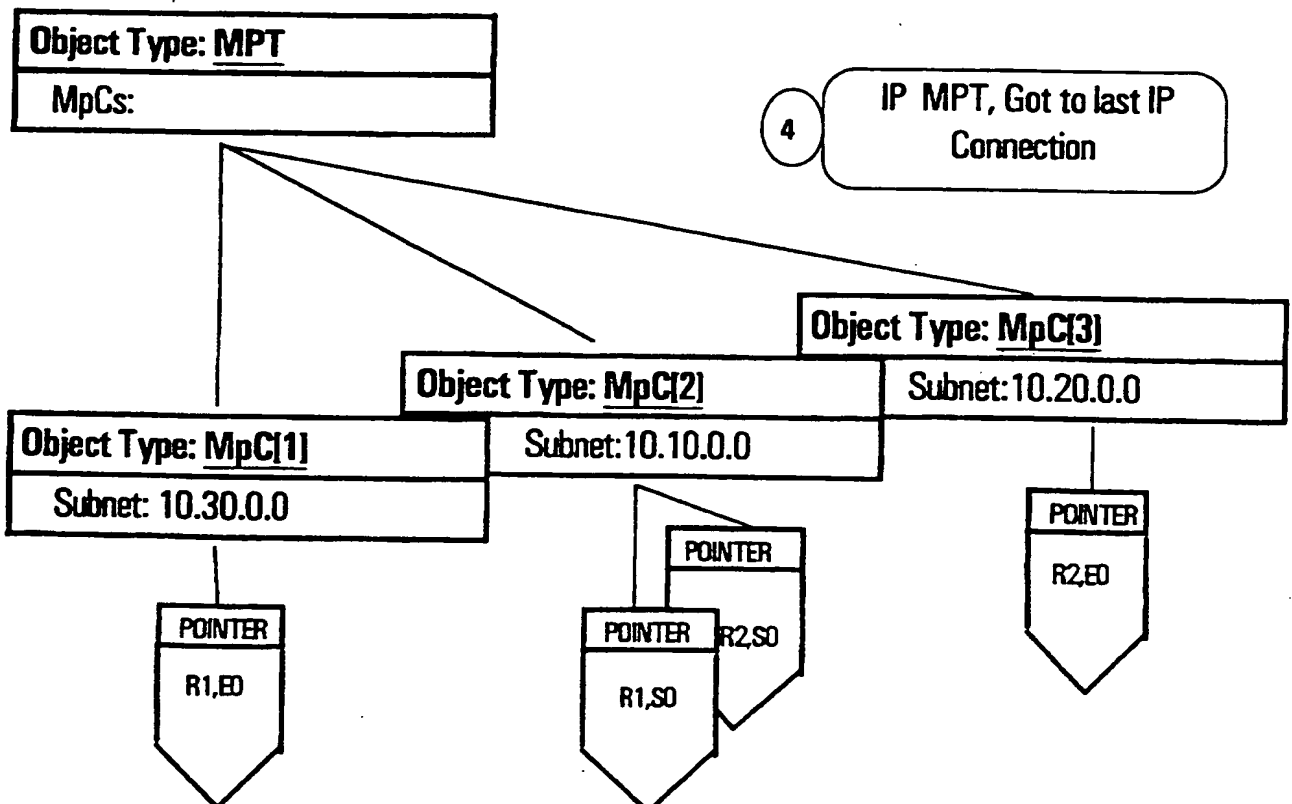 Object Type: MPT
MpCs:
4
IP MPT, Got to last IP
Connection
Object Type: MpC[3]
Subnet:10.20.0.0
Object Type: MpC[2]
Subnet:10.10.0.0
Object Type: MpC[1]
Subnet: 10.30.0.0
POINTER
R2,E0
POINTER
R2,S0
POINTER
R1,E0
POINTER
R1,S0